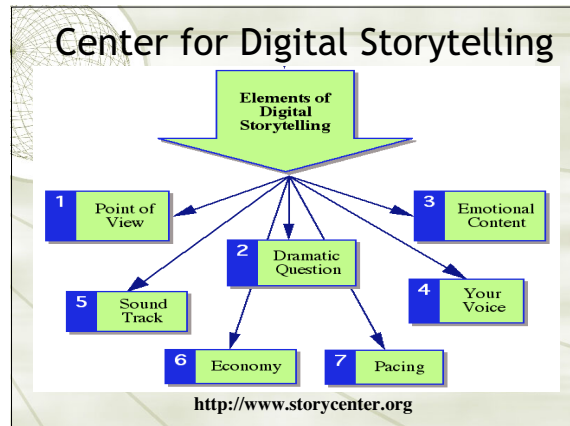 Center for Digital Storytelling
Elements of
Digital
Storytelling
1
Point of
View
2
Dramatic
Question
3
Emotional
Content
4
Your
Voice
5
Sound
Track
6
Economy
7
Pacing
http://www.storycenter.org